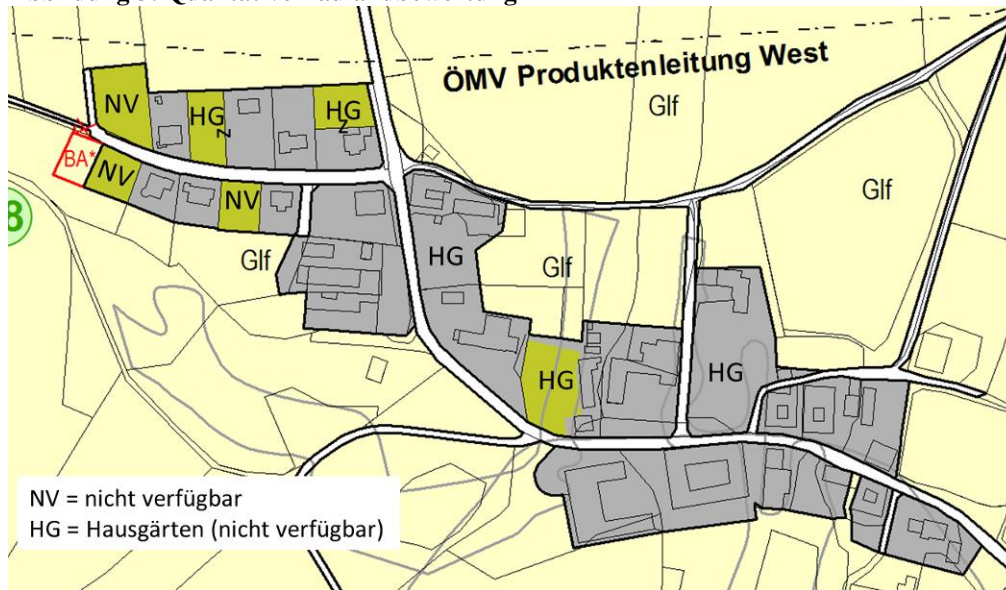 ÖMV Produktenleitung West
Glf
NV
HG
z
HG
z
BA*
NV
NV
8
Glf
HG
Glf
Glf
HG
HG
NV = nicht verfügbar
HG = Hausgärten (nicht verfügbar)